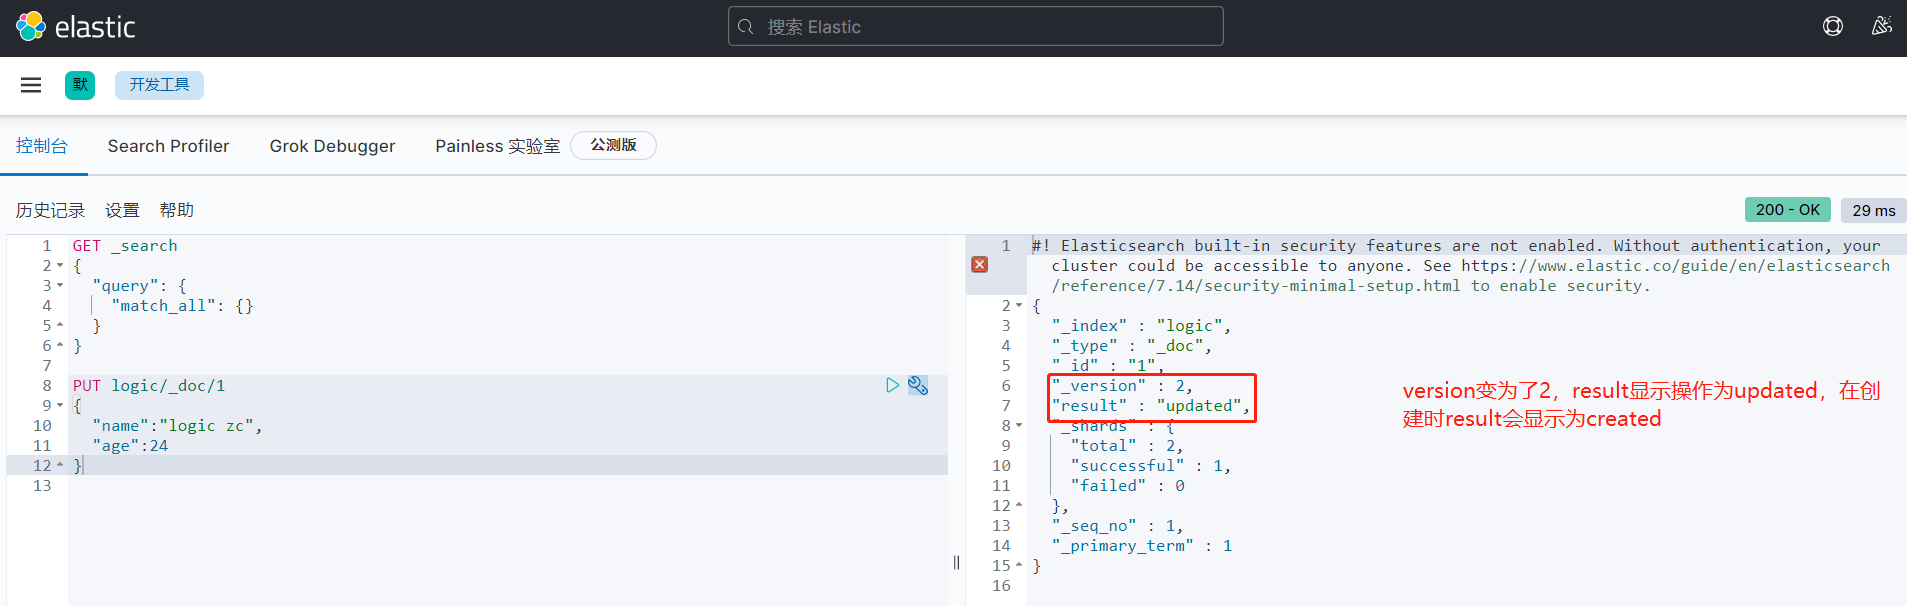 elastic
搜索 Elastic
默
开发工具
控制台 Search Profiler Grok Debugger Painless 实验室 公测版
历史记录 设置 帮助
200 - OK 29 ms
1 GET _search
2 {
3 "query": {
4 "match_all": {}
5 }
6 }
7
8 PUT logic/_doc/1
9 {
10 "name":"logic zc",
11 "age":24
12 }
13
1 #! Elasticsearch built-in security features are not enabled. Without authentication, your
cluster could be accessible to anyone. See https://www.elastic.co/guide/en/elasticsearch
/reference/7.14/security-minimal-setup.html to enable security.
2 {
3 "_index" : "logic",
4 "_type" : "_doc",
5 "_id" : "1",
6 "_version" : 2,
7 "result" : "updated",
8 "_shards" : {
9 "total" : 2,
10 "successful" : 1,
11 "failed" : 0
12 },
13 "_seq_no" : 1,
14 "_primary_term" : 1
15 }
16
version变为了2，result显示操作为updated，在创
建时result会显示为created